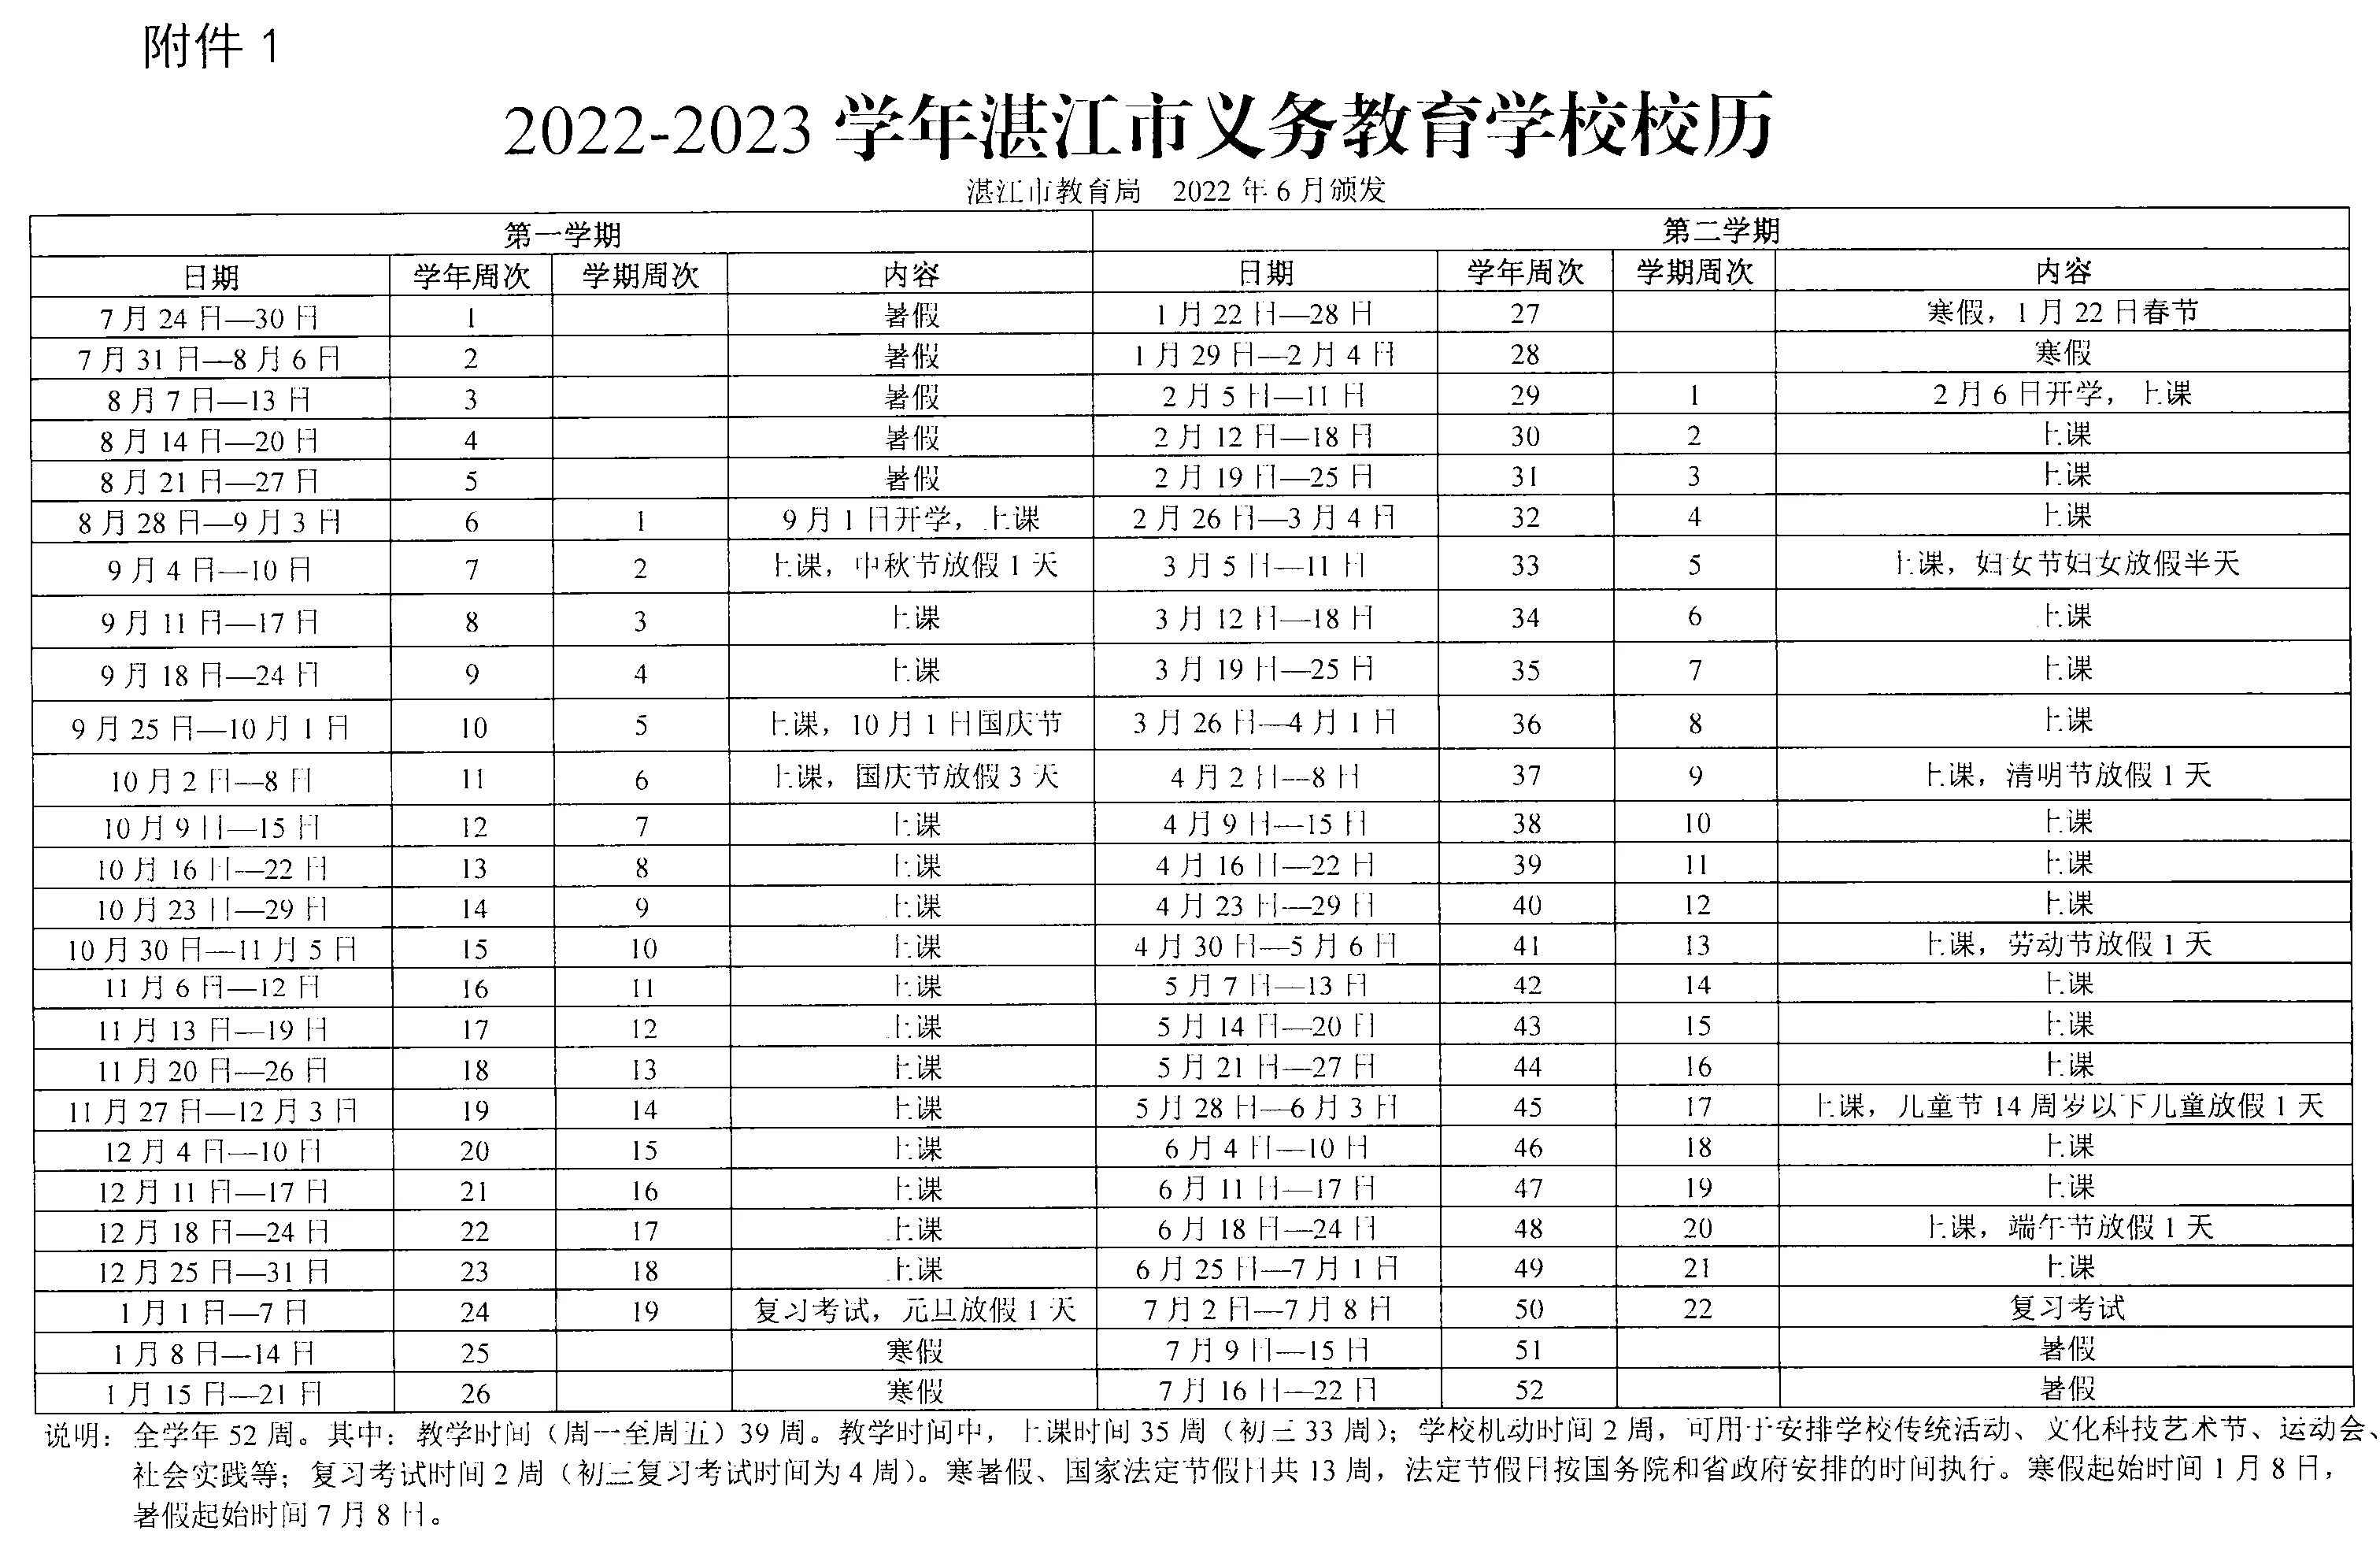 附件 1
2022-2023 学年湛江市义务教育学校校历
湛江市教育局 2022 年 6 月颁发
第一学期 第二学期
日期 学年周次 学期周次 内容 日期 学年周次 学期周次 内容
7 月 24 日—30 日 1 暑假 1 月 22 日—28 日 27 寒假，1 月 22 日春节
7 月 31 日—8 月 6 日 2 暑假 1 月 29 日—2 月 4 日 28 寒假
8 月 7 日—13 日 3 暑假 2 月 5 日—11 日 29 1 2 月 6 日开学，上课
8 月 14 日—20 日 4 暑假 2 月 12 日—18 日 30 2 上课
8 月 21 日—27 日 5 暑假 2 月 19 日—25 日 31 3 上课
8 月 28 日—9 月 3 日 6 1 9 月 1 日开学，上课 2 月 26 日—3 月 4 日 32 4 上课
9 月 4 日—10 日 7 2 上课，中秋节放假 1 天 3 月 5 日—11 日 33 5 上课，妇女节妇女放假半天
9 月 11 日—17 日 8 3 上课 3 月 12 日—18 日 34 6 上课
9 月 18 日—24 日 9 4 上课 3 月 19 日—25 日 35 7 上课
9 月 25 日—10 月 1 日 10 5 上课，10 月 1 日国庆节 3 月 26 日—4 月 1 日 36 8 上课
10 月 2 日—8 日 11 6 上课，国庆节放假 3 天 4 月 2 日—8 日 37 9 上课，清明节放假 1 天
10 月 9 日—15 日 12 7 上课 4 月 9 日—15 日 38 10 上课
10 月 16 日—22 日 13 8 上课 4 月 16 日—22 日 39 11 上课
10 月 23 日—29 日 14 9 上课 4 月 23 日—29 日 40 12 上课
10 月 30 日—11 月 5 日 15 10 上课 4 月 30 日—5 月 6 日 41 13 上课，劳动节放假 1 天
11 月 6 日—12 日 16 11 上课 5 月 7 日—13 日 42 14 上课
11 月 13 日—19 日 17 12 上课 5 月 14 日—20 日 43 15 上课
11 月 20 日—26 日 18 13 上课 5 月 21 日—27 日 44 16 上课
11 月 27 日—12 月 3 日 19 14 上课 5 月 28 日—6 月 3 日 45 17 上课，儿童节 14 周岁以下儿童放假 1 天
12 月 4 日—10 日 20 15 上课 6 月 4 日—10 日 46 18 上课
12 月 11 日—17 日 21 16 上课 6 月 11 日—17 日 47 19 上课
12 月 18 日—24 日 22 17 上课 6 月 18 日—24 日 48 20 上课，端午节放假 1 天
12 月 25 日—31 日 23 18 上课 6 月 25 日—7 月 1 日 49 21 上课
1 月 1 日—7 日 24 19 复习考试，元旦放假 1 天 7 月 2 日—7 月 8 日 50 22 复习考试
1 月 8 日—14 日 25 寒假 7 月 9 日—15 日 51 暑假
1 月 15 日—21 日 26 寒假 7 月 16 日—22 日 52 暑假
说明：全学年 52 周。其中：教学时间（周一至周五）39 周。教学时间中，上课时间 35 周（初三 33 周）；学校机动时间 2 周，可用于安排学校传统活动、文化科技艺术节、运动会、
社会实践等；复习考试时间 2 周（初三复习考试时间为 4 周）。寒暑假、国家法定节假日共 13 周，法定节假日按国务院和省政府安排的时间执行。寒假起始时间 1 月 8 日，
暑假起始时间 7 月 8 日。